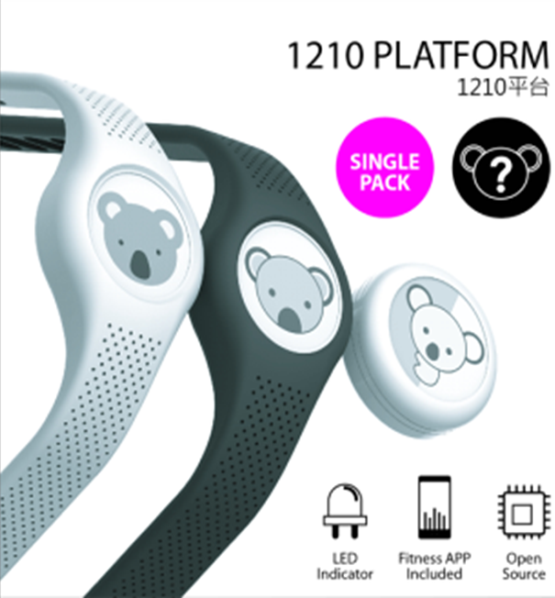 1210 PLATFORM
1210平台
SINGLE
PACK
?
LED
Indicator
Fitness APP
Included
Open
Source